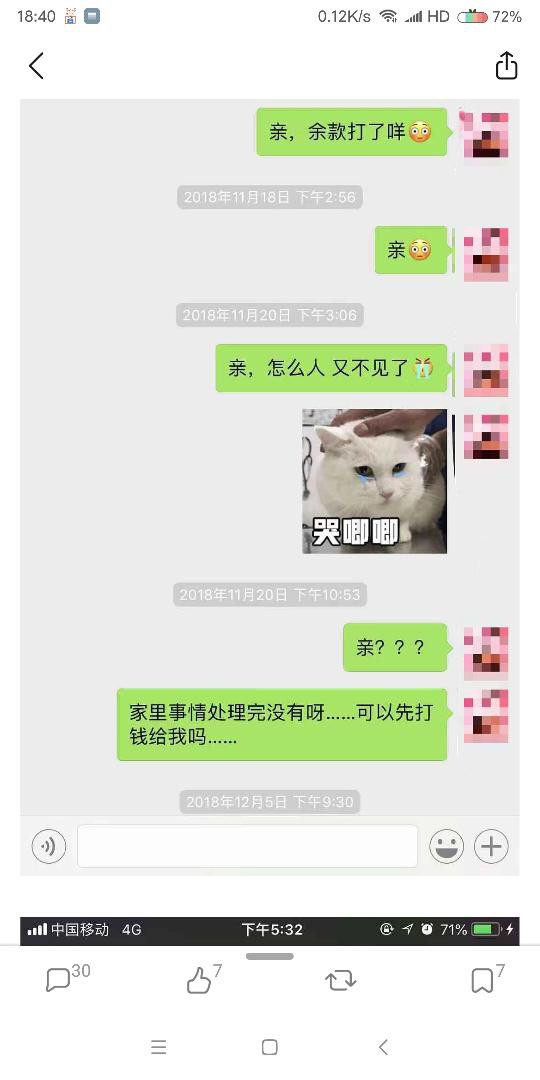 18:40
0.12K/s HD 72%
亲，余款打了咩
2018年11月18日 下午2:56
亲
2018年11月20日 下午3:06
亲，怎么人 又不见了
哭唧唧
2018年11月20日 下午10:53
亲？？？
家里事情处理完没有呀......可以先打
钱给我吗......
2018年12月5日 下午9:30
中国移动 4G 下午5:32 71%
30 7 7